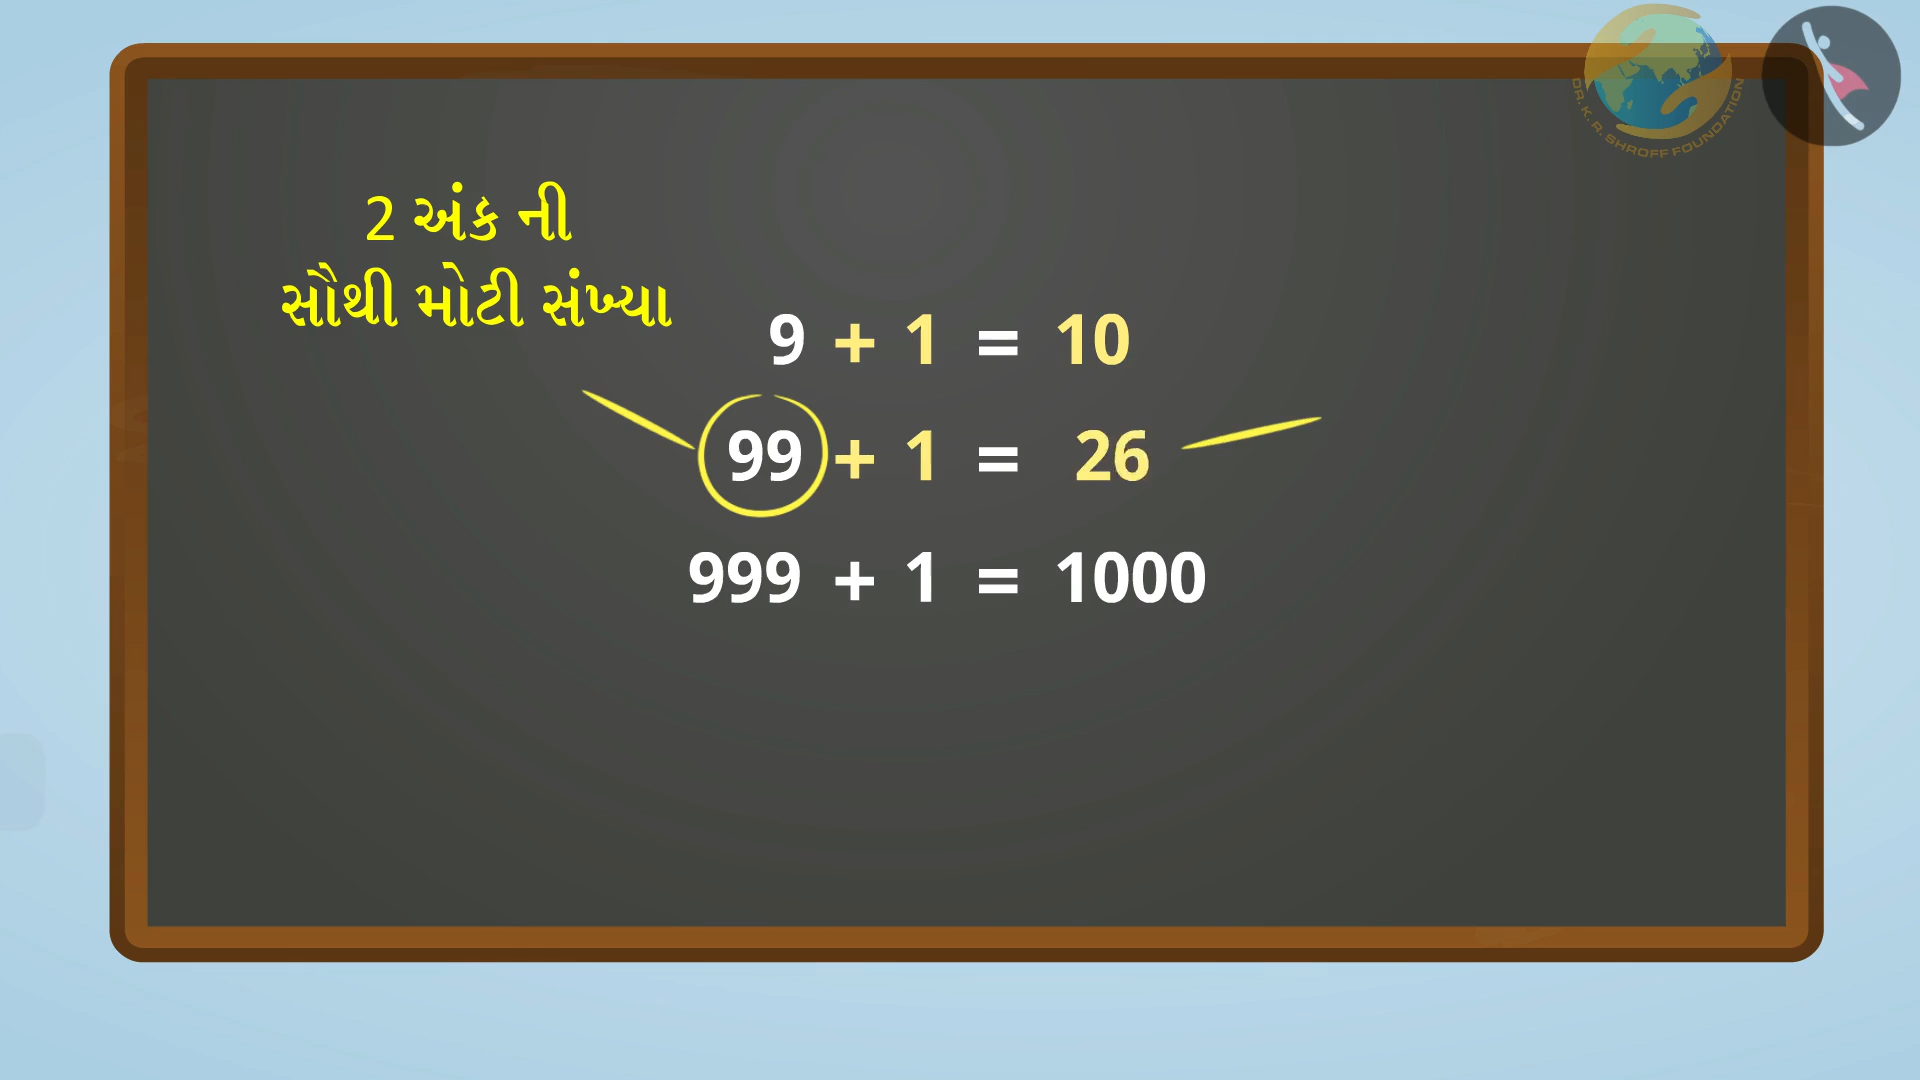 DR. K. R. SHROFF FOUNDATION
2 અંક ની
સૌથી મોટી સંખ્યા
9 + 1 = 10
99 + 1 = 26
999 + 1 = 1000